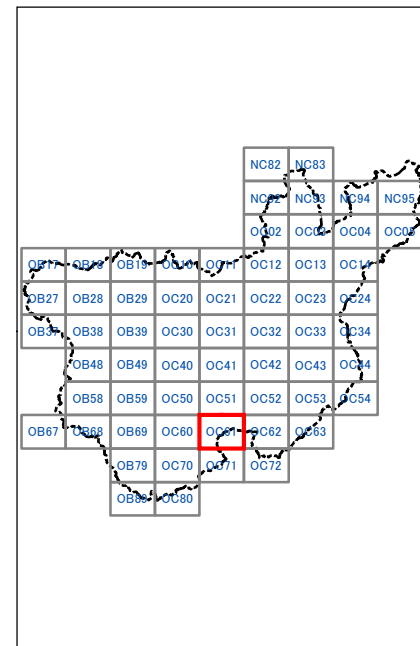 NC82 NC83
NC92 NC93 NC94 NC95
OC02 OC03 OC04 OC05
OB17 OB18 OB19 OC10 OC11 OC12 OC13 OC14
OB27 OB28 OB29 OC20 OC21 OC22 OC23 OC24
OB37 OB38 OB39 OC30 OC31 OC32 OC33 OC34
OB48 OB49 OC40 OC41 OC42 OC43 OC44
OB58 OB59 OC50 OC51 OC52 OC53 OC54
OB67 OB68 OB69 OC60 OC61 OC62 OC63
OB79 OC70 OC71 OC72
OB89 OC80